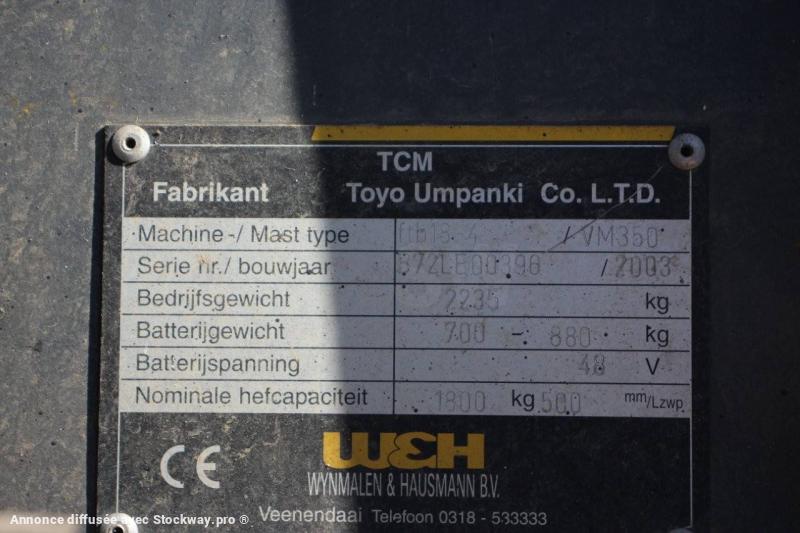 TCM
Fabrikant Toyo Umpanki Co. L.T.D.
Machine-/ Mast type / VM350
Serie nr./ bouwjaar / 2003
Bedrijfsgewicht 2235 kg
Batterijgewicht 700 - 880 kg
Batterijspanning 48 V
Nominale hefcapaciteit 1800 kg 500 mm/Lzwp
CE W&H
WYNMALEN & HAUSMANN B.V.
Veenendaal Telefoon 0318 - 533333
Annonce diffusée avec Stockway.pro ®